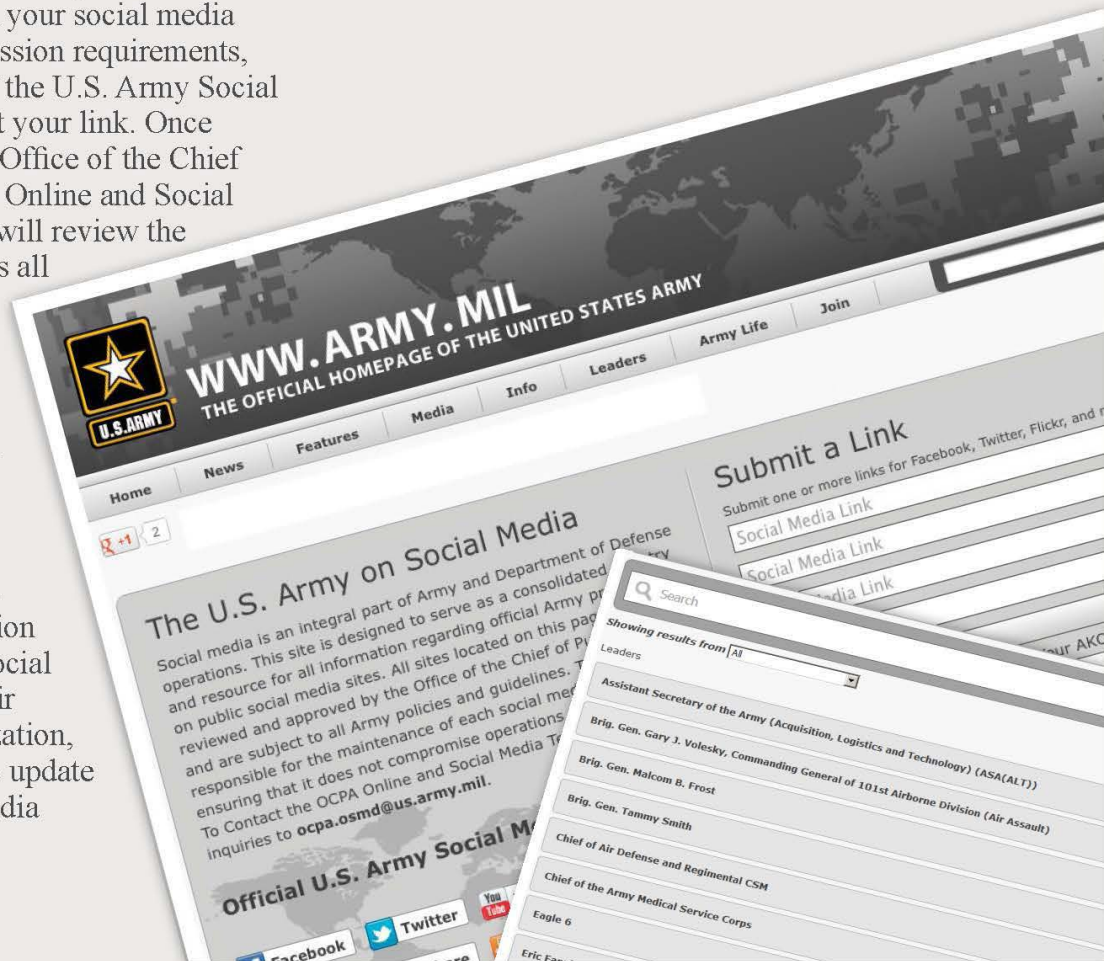 your social media
ssion requirements,
the U.S. Army Social
t your link. Once
Office of the Chief
Online and Social
will review the
s all
ion
ocial
ir
zation,
update
dia
U.S.ARMY
WWW.ARMY.MIL
THE OFFICIAL HOMEPAGE OF THE UNITED STATES ARMY
Home News Features Media Info Leaders Army Life Join
+1 2
The U.S. Army on Social Media
Social media is an integral part of Army and Department of Defense
operations. This site is designed to serve as a consolidated
and resource for all information regarding official Army
on public social media sites. All sites located on this
reviewed and approved by the Office of the Chief of
and are subject to all Army policies and guidelines.
responsible for the maintenance of each social
ensuring that it does not compromise operations
To Contact the OCPA Online and Social Media
inquiries to ocpa.osmd@us.army.mil.
Official U.S. Army Social
Facebook Twitter You Tube
Submit a Link
Submit one or more links for Facebook, Twitter, Flickr, and
Social Media Link
Social Media Link
dia Link
our AKO
Search
Showing results from All
Leaders
Assistant Secretary of the Army (Acquisition, Logistics and Technology) (ASA(ALT))
Brig. Gen. Gary J. Volesky, Commanding General of 101st Airborne Division (Air Assault)
Brig. Gen. Malcom B. Frost
Brig. Gen. Tammy Smith
Chief of Air Defense and Regimental CSM
Chief of the Army Medical Service Corps
Eagle 6
Eric